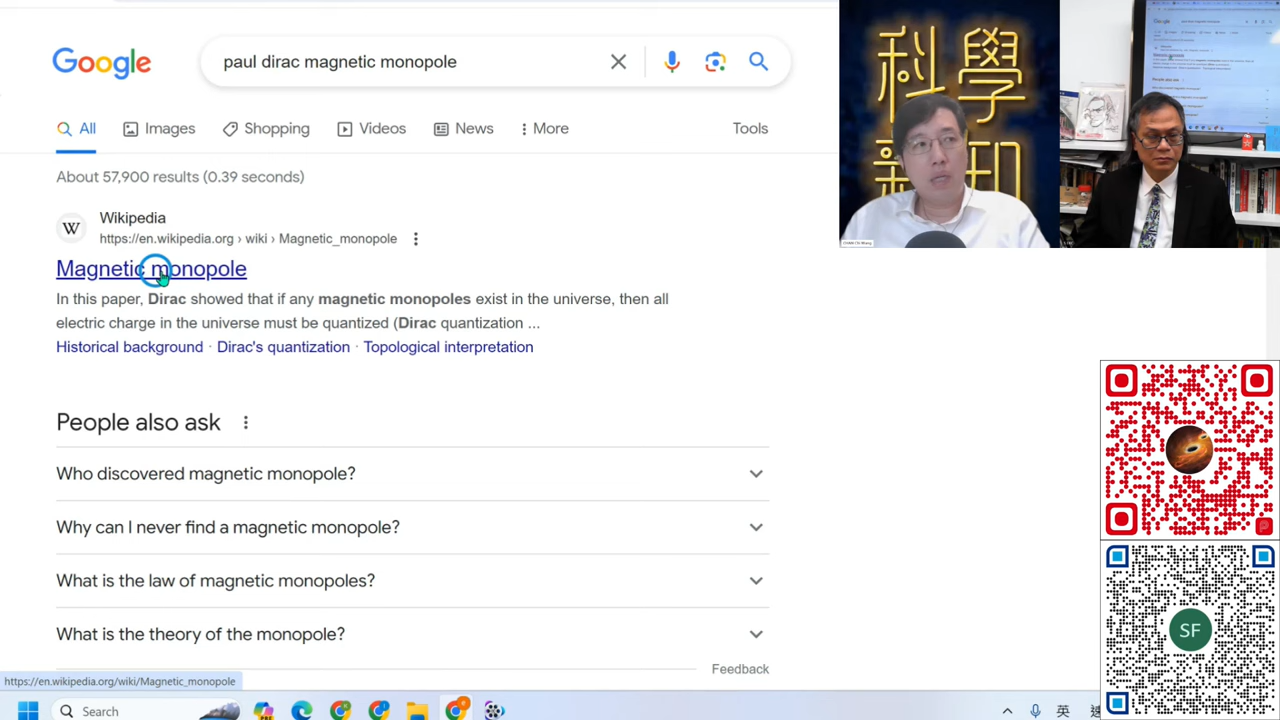 Google
paul dirac magnetic monopole
All
Images
Shopping
Videos
News
More
Tools
About 57,900 results (0.39 seconds)
W
Wikipedia
https://en.wikipedia.org › wiki › Magnetic_monopole
Magnetic monopole
In this paper, Dirac showed that if any magnetic monopoles exist in the universe, then all
electric charge in the universe must be quantized (Dirac quantization ...
Historical background · Dirac's quantization · Topological interpretation
People also ask
Who discovered magnetic monopole?
Why can I never find a magnetic monopole?
What is the law of magnetic monopoles?
What is the theory of the monopole?
Feedback
https://en.wikipedia.org/wiki/Magnetic_monopole
Search
英
科學
新知
SF